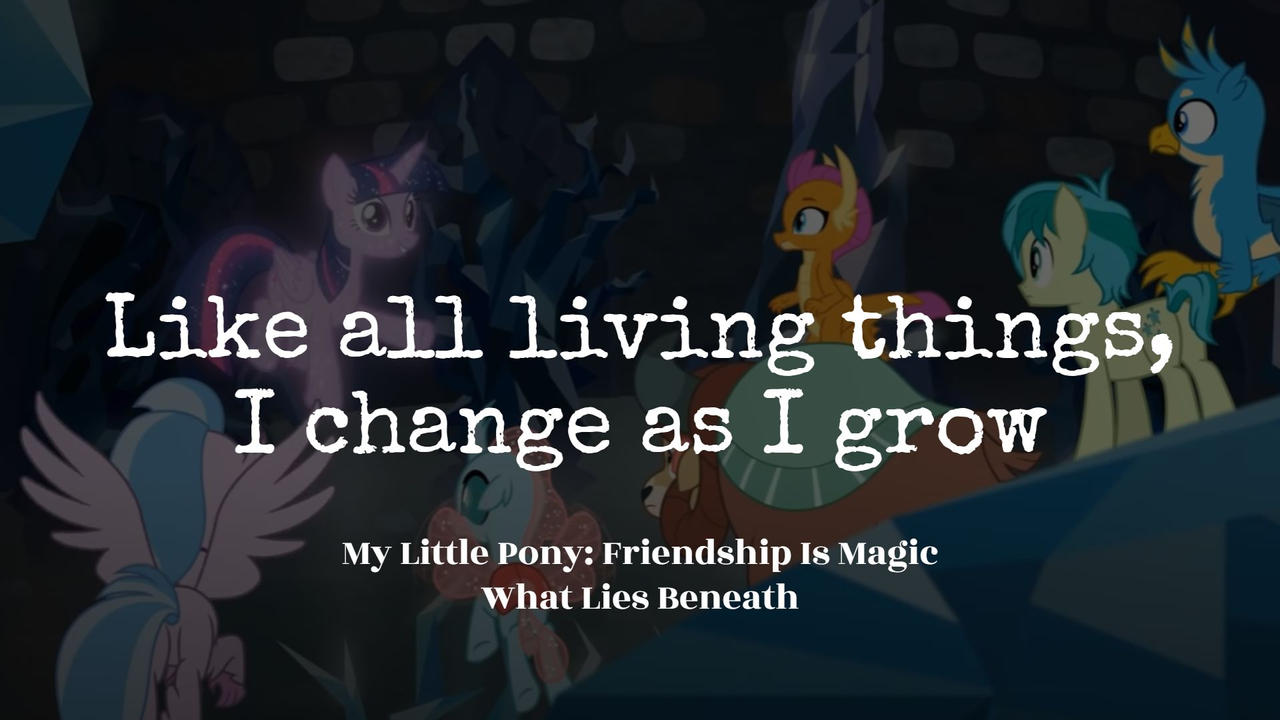 Like all living things,
I change as I grow
My Little Pony: Friendship Is Magic
What Lies Beneath